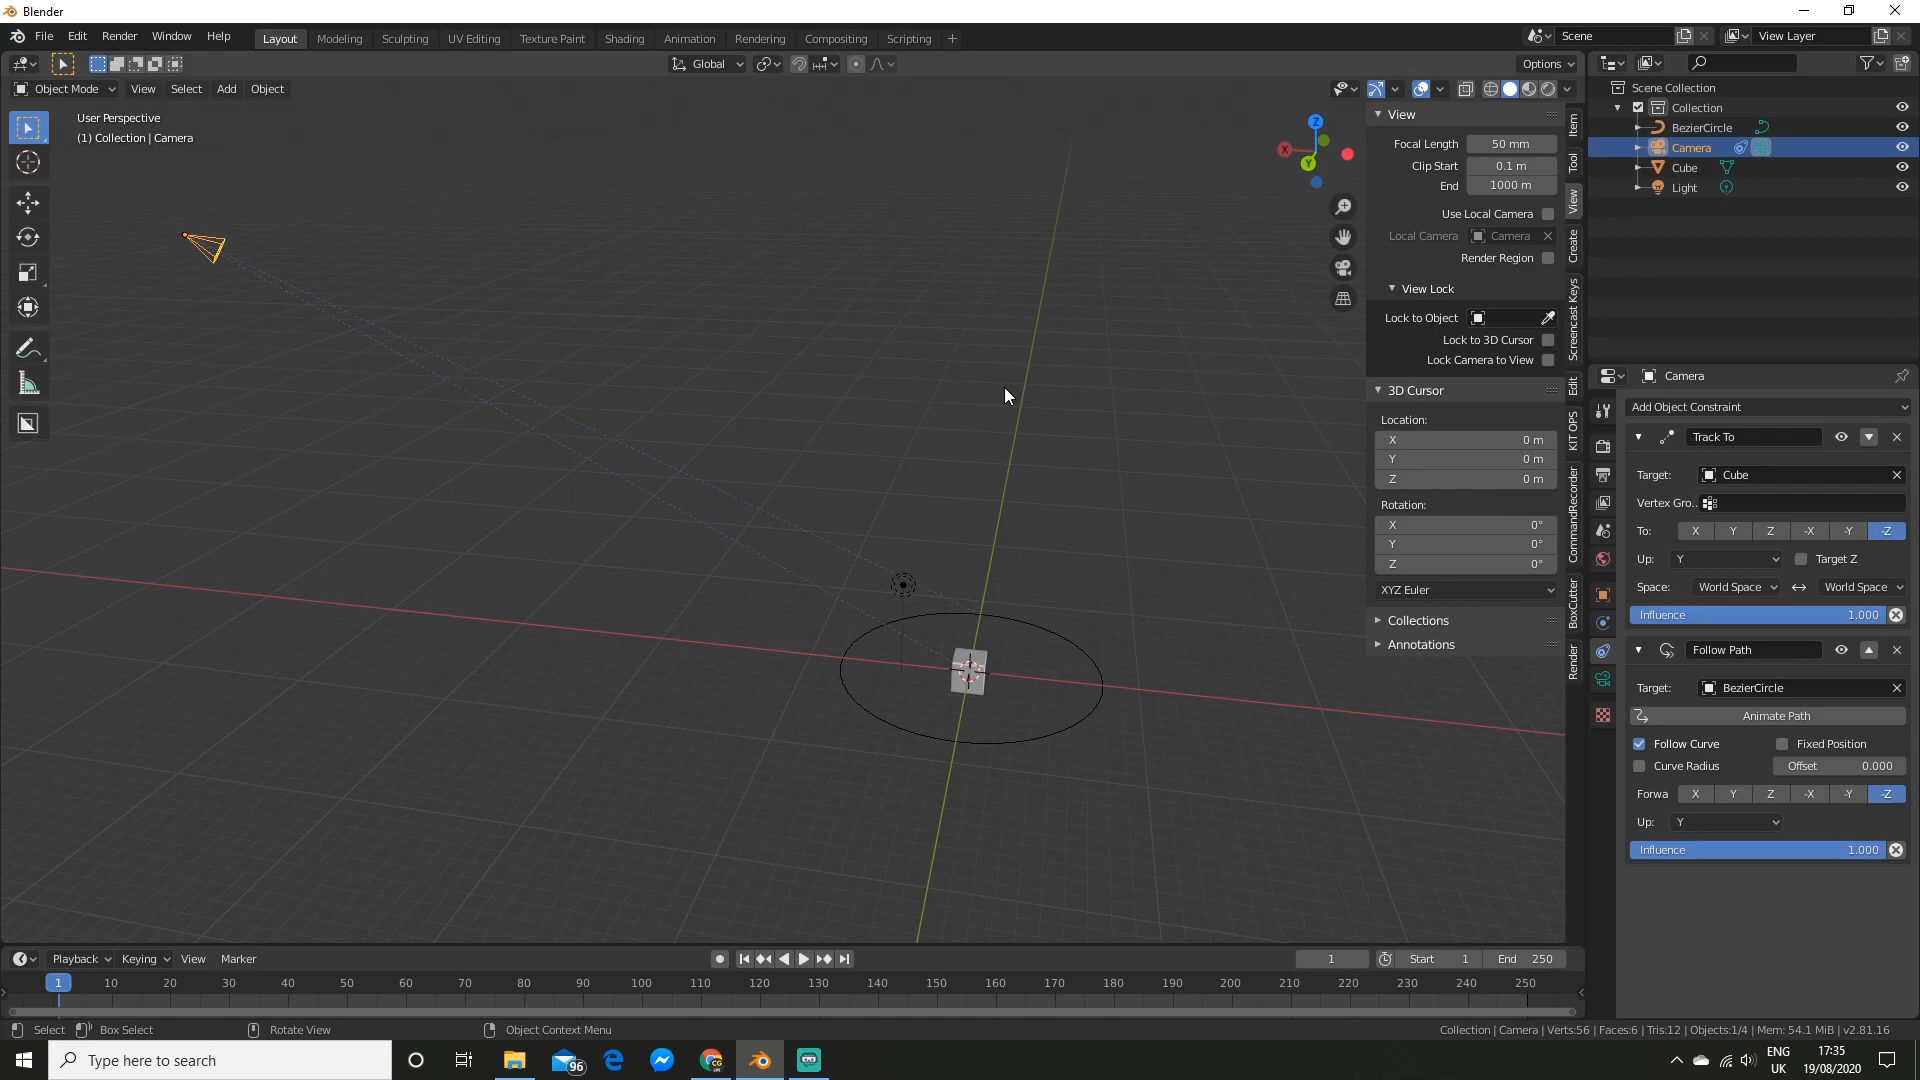 Blender
File Edit Render Window Help
Layout Modeling Sculpting UV Editing Texture Paint Shading Animation Rendering Compositing Scripting +
Scene
View Layer
Global
Options
Object Mode View Select Add Object
User Perspective
(1) Collection | Camera
Z
X
Y
View
Focal Length 50 mm
Clip Start 0.1 m
End 1000 m
Use Local Camera
Local Camera Camera
Render Region
View Lock
Lock to Object
Lock to 3D Cursor
Lock Camera to View
3D Cursor
Location:
X 0 m
Y 0 m
Z 0 m
Rotation:
X 0°
Y 0°
Z 0°
XYZ Euler
Collections
Annotations
Item
Tool
View
Create
Screencast Keys
Edit
KIT OPS
CommandRecorder
BoxCutter
Render
Scene Collection
Collection
BezierCircle
Camera
Cube
Light
Camera
Add Object Constraint
Track To
Target: Cube
Vertex Gro..
To: X Y Z -X -Y -Z
Up: Y Target Z
Space: World Space World Space
Influence 1.000
Follow Path
Target: BezierCircle
Animate Path
Follow Curve Fixed Position
Curve Radius Offset 0.000
Forwa X Y Z -X -Y -Z
Up: Y
Influence 1.000
Playback Keying View Marker
1 Start 1 End 250
1 10 20 30 40 50 60 70 80 90 100 110 120 130 140 150 160 170 180 190 200 210 220 230 240 250
Select Box Select Rotate View Object Context Menu
Collection | Camera | Verts:56 | Faces:6 | Tris:12 | Objects:1/4 | Mem: 54.1 MiB | v2.81.16
Type here to search
96
ENG
UK
17:35
19/08/2020